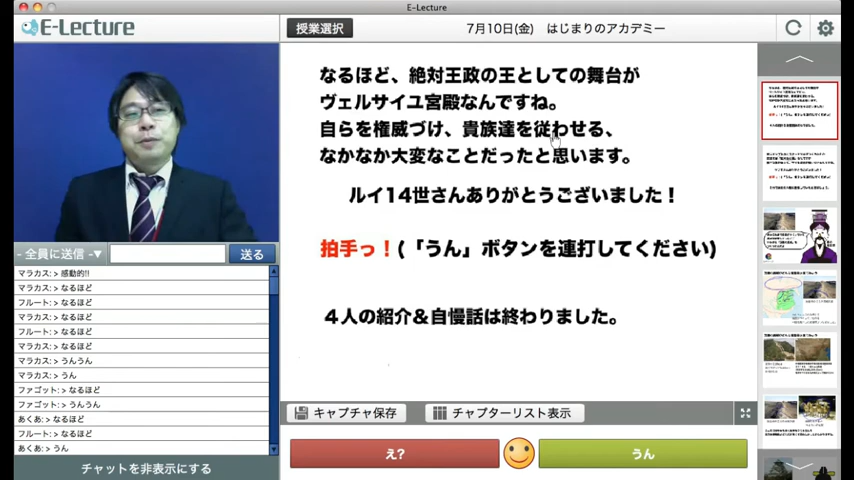 E-Lecture
E-Lecture
授業選択
7月10日(金) はじまりのアカデミー
なるほど、絶対王政の王としての舞台が
ヴェルサイユ宮殿なんですね。
自らを権威づけ、貴族達を従わせる、
なかなか大変なことだったと思います。
ルイ14世さんありがとうございました！
拍手っ！(「うん」ボタンを連打してください)
４人の紹介＆自慢話は終わりました。
- 全員に送信 -
送る
マラカス:> 感動的!!
マラカス:> なるほど
フルート:> なるほど
マラカス:> なるほど
フルート:> なるほど
マラカス:> なるほど
マラカス:> うんうん
マラカス:> うん
ファゴット:> なるほど
ファゴット:> うんうん
あくあ:> なるほど
フルート:> なるほど
あくあ:> うん
チャットを非表示にする
キャプチャ保存
チャプターリスト表示
え?
うん